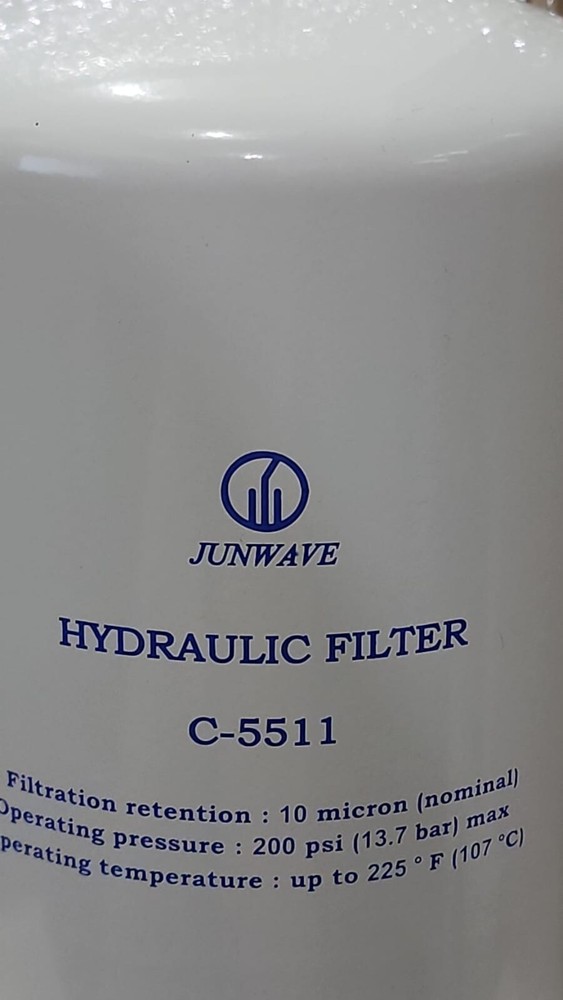 JUNWAVE
HYDRAULIC FILTER
C-5511
Filtration retention : 10 micron (nominal)
Operating pressure : 200 psi (13.7 bar) max
perating temperature : up to 225 ° F (107 °C)